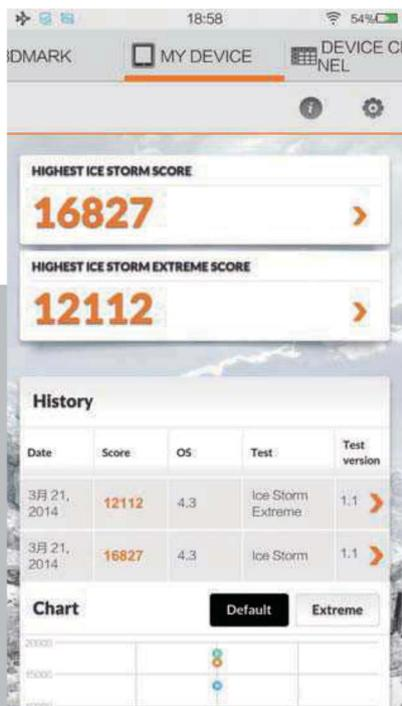 18:58 54%
3DMARK MY DEVICE DEVICE C
NEL
HIGHEST ICE STORM SCORE
16827
HIGHEST ICE STORM EXTREME SCORE
12112
History
Date Score OS Test Test version
3月 21, 2014 12112 4.3 Ice Storm Extreme 1.1
3月 21, 2014 16827 4.3 Ice Storm 1.1
Chart Default Extreme
20000
15000